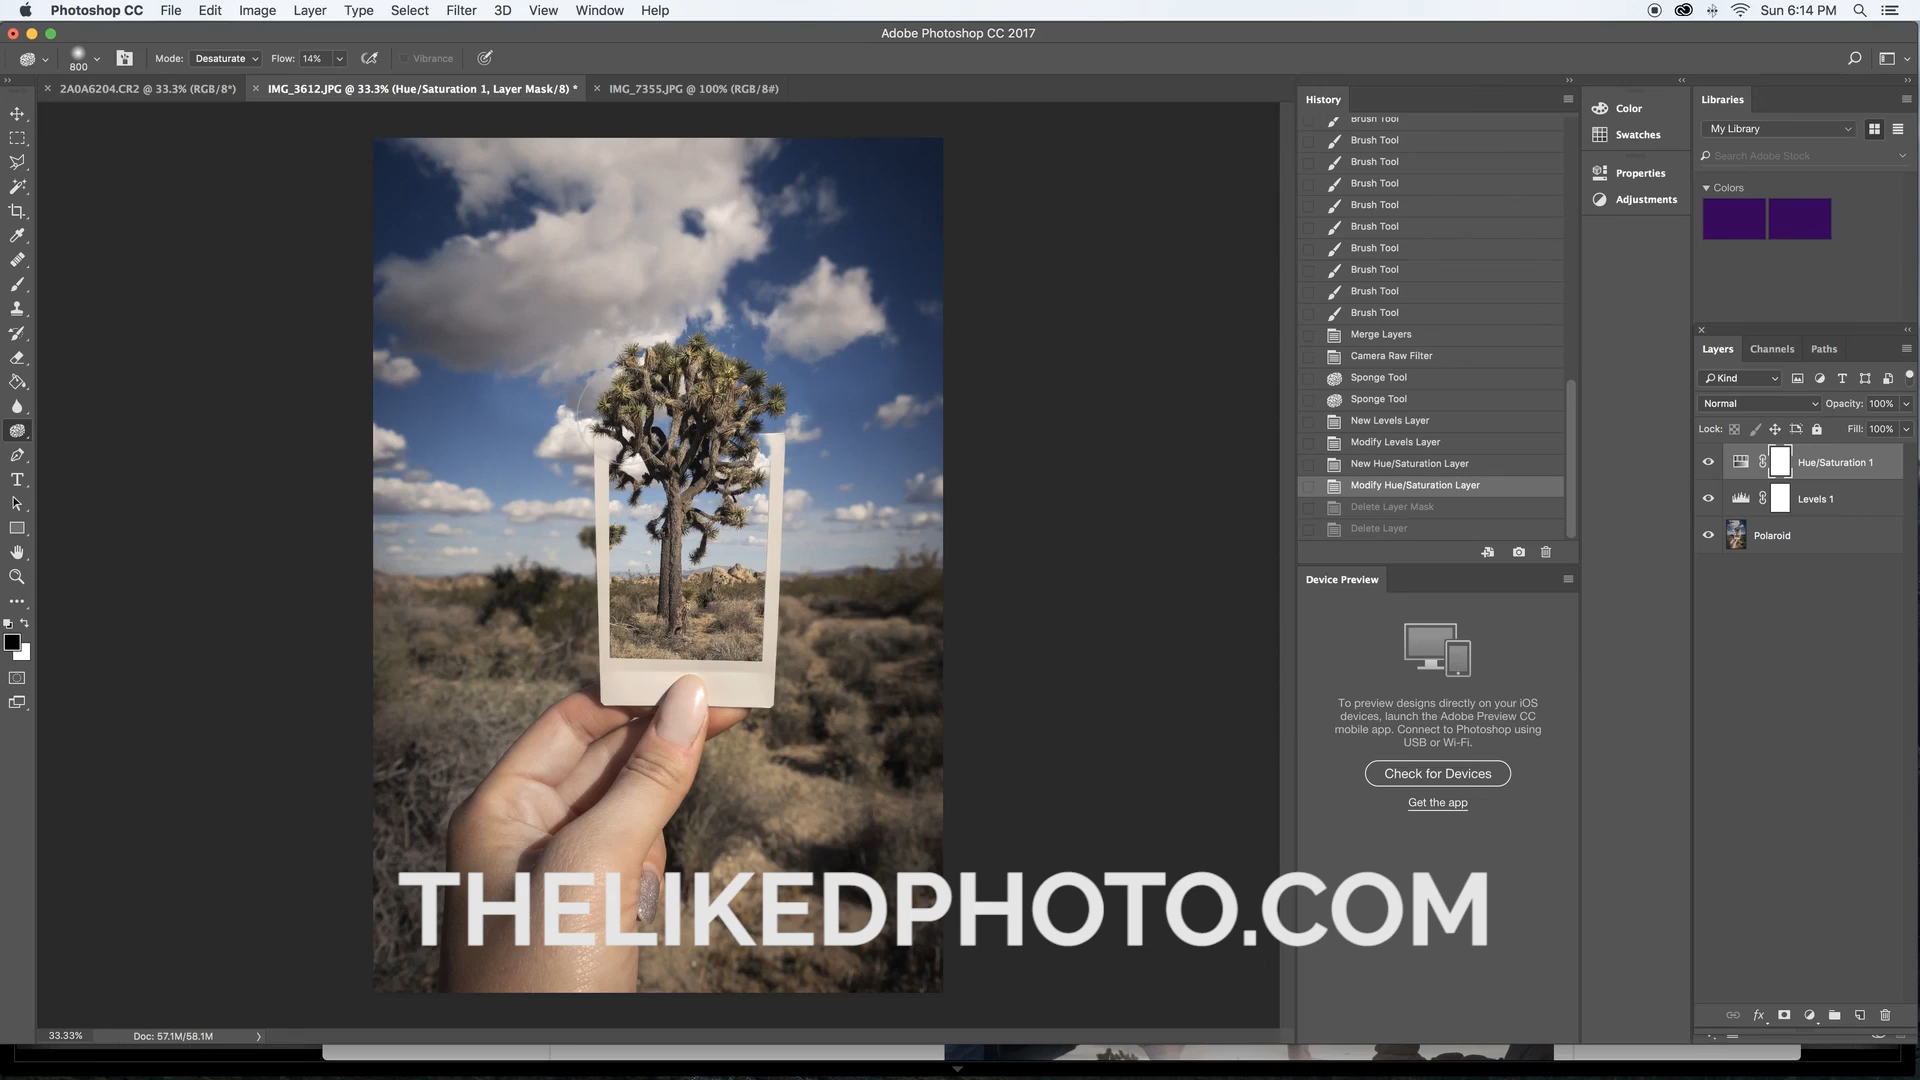 Photoshop CC File Edit Image Layer Type Select Filter 3D View Window Help Sun 6:14 PM
Adobe Photoshop CC 2017
800 Mode: Desaturate Flow: 14% Vibrance
2A0A6204.CR2 @ 33.3% (RGB/8*) IMG_3612.JPG @ 33.3% (Hue/Saturation 1, Layer Mask/8) * IMG_7355.JPG @ 100% (RGB/8#)
History
Brush Tool
Brush Tool
Brush Tool
Brush Tool
Brush Tool
Brush Tool
Brush Tool
Brush Tool
Brush Tool
Brush Tool
Merge Layers
Camera Raw Filter
Sponge Tool
Sponge Tool
New Levels Layer
Modify Levels Layer
New Hue/Saturation Layer
Modify Hue/Saturation Layer
Delete Layer Mask
Delete Layer
Device Preview
To preview designs directly on your iOS
devices, launch the Adobe Preview CC
mobile app. Connect to Photoshop using
USB or Wi-Fi.
Check for Devices
Get the app
Color
Swatches
Properties
Adjustments
Libraries
My Library
Search Adobe Stock
Colors
Layers Channels Paths
Kind
Normal Opacity: 100%
Lock: Fill: 100%
Hue/Saturation 1
Levels 1
Polaroid
THELIKEDPHOTO.COM
33.33% Doc: 57.1M/58.1M